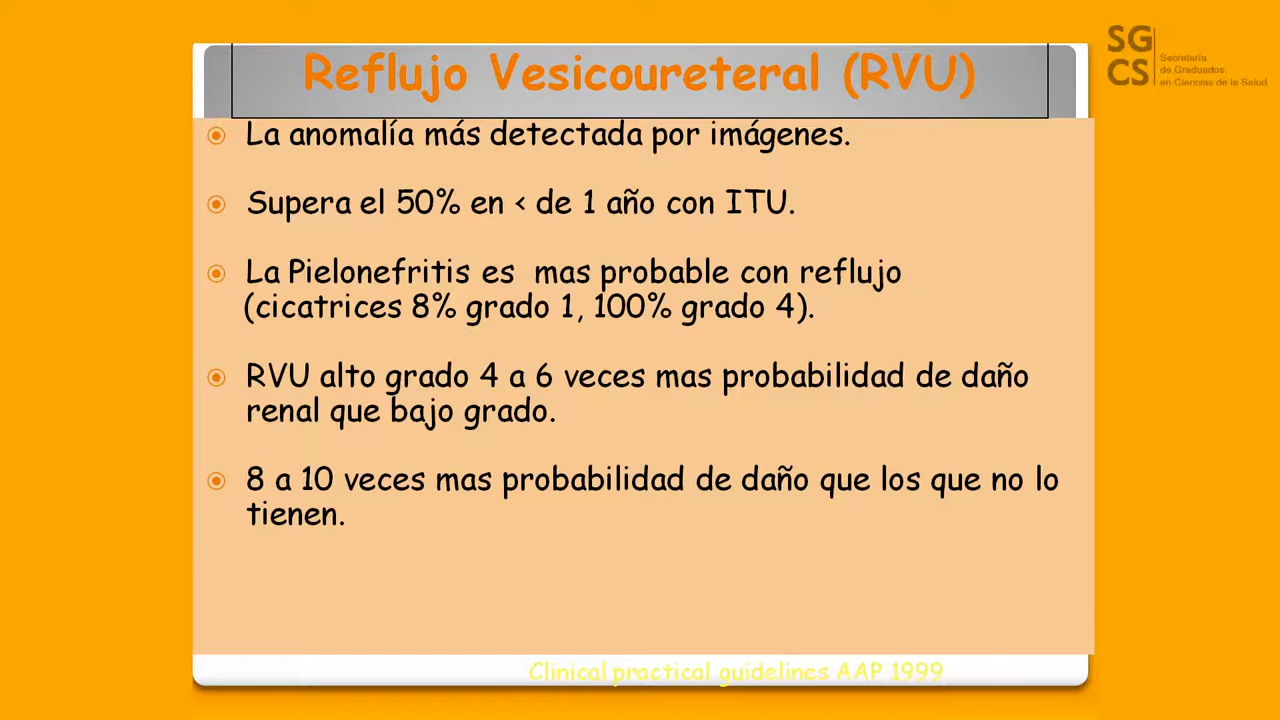 Reflujo Vesicoureteral (RVU)
SG
CS
Secretaría
de Graduados
en Ciencias de la Salud
La anomalía más detectada por imágenes.
Supera el 50% en < de 1 año con ITU.
La Pielonefritis es mas probable con reflujo
(cicatrices 8% grado 1, 100% grado 4).
RVU alto grado 4 a 6 veces mas probabilidad de daño
renal que bajo grado.
8 a 10 veces mas probabilidad de daño que los que no lo
tienen.
Clinical practical guidelines AAP 1999